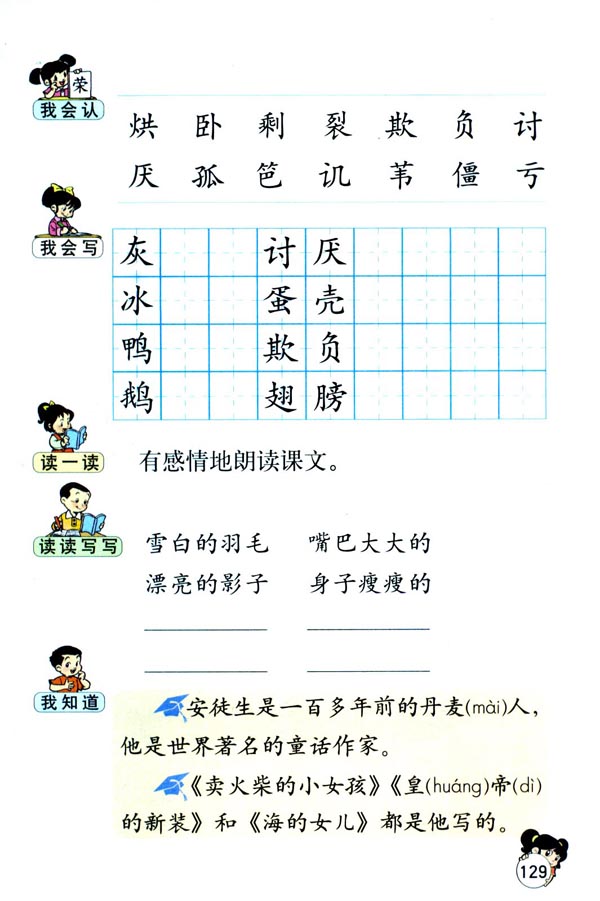 荣
我会认
烘 卧 剩 裂 欺 负 讨
厌 孤 笆 讥 苇 僵 亏
我会写
灰 讨 厌
冰 蛋 壳
鸭 欺 负
鹅 翅 膀
读一读
有感情地朗读课文。
读读写写
雪白的羽毛 嘴巴大大的
漂亮的影子 身子瘦瘦的
我知道
安徒生是一百多年前的丹麦(mài)人，
他是世界著名的童话作家。
《卖火柴的小女孩》《皇(huáng)帝(dì)
的新装》和《海的女儿》都是他写的。
129